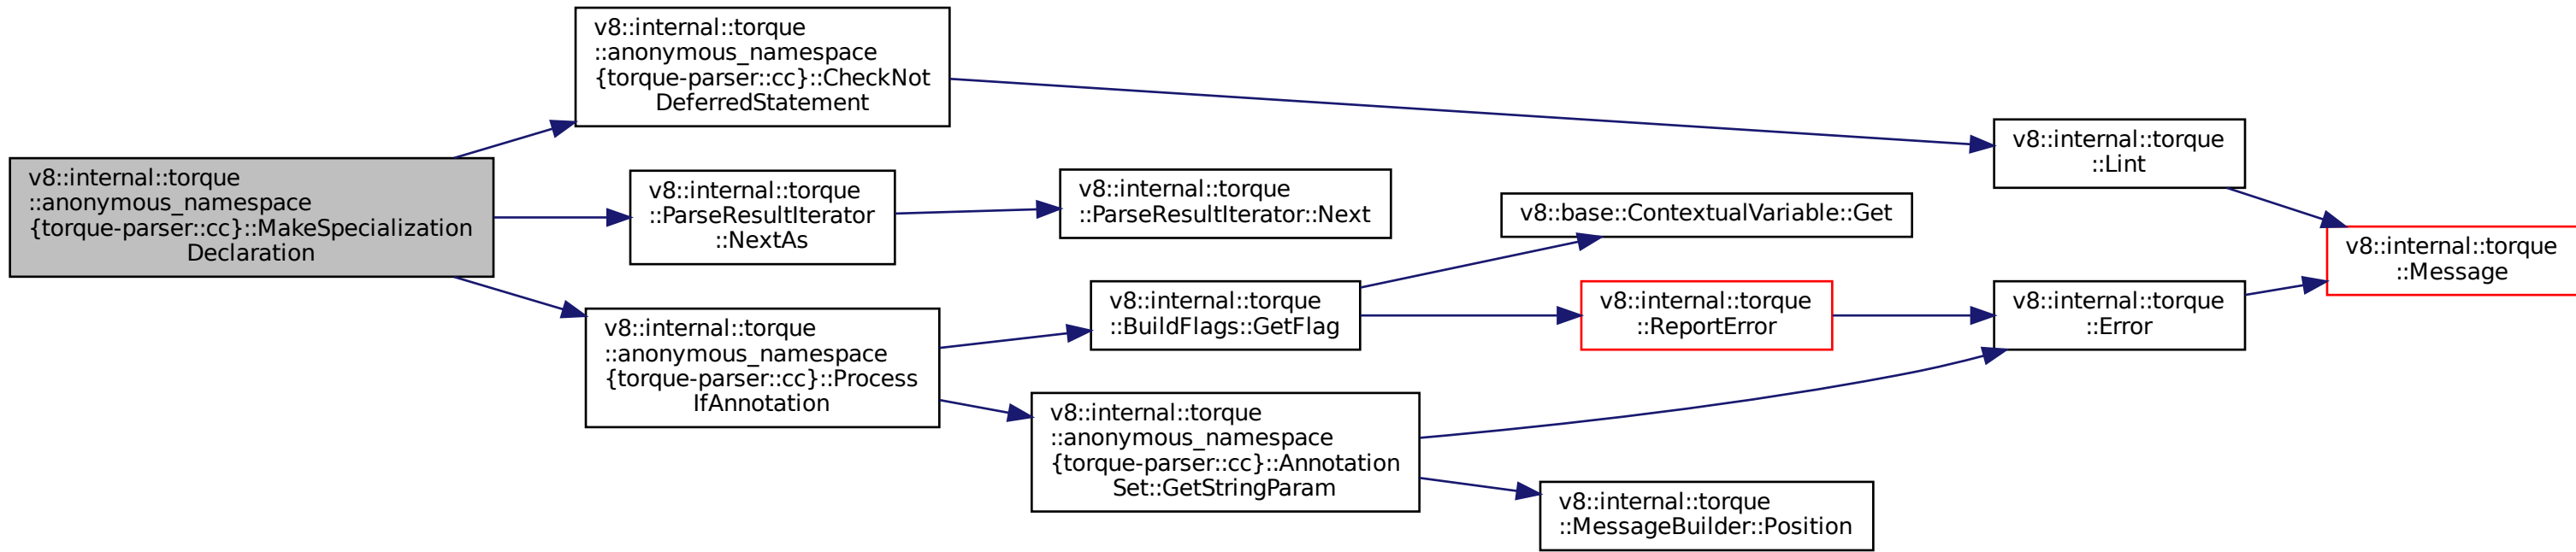 v8::internal::torque
::anonymous_namespace
{torque-parser::cc}::MakeSpecialization
Declaration
v8::internal::torque
::anonymous_namespace
{torque-parser::cc}::CheckNot
DeferredStatement
v8::internal::torque
::ParseResultIterator
::NextAs
v8::internal::torque
::anonymous_namespace
{torque-parser::cc}::Process
IfAnnotation
v8::internal::torque
::ParseResultIterator::Next
v8::internal::torque
::BuildFlags::GetFlag
v8::internal::torque
::anonymous_namespace
{torque-parser::cc}::Annotation
Set::GetStringParam
v8::base::ContextualVariable::Get
v8::internal::torque
::ReportError
v8::internal::torque
::MessageBuilder::Position
v8::internal::torque
::Lint
v8::internal::torque
::Error
v8::internal::torque
::Message